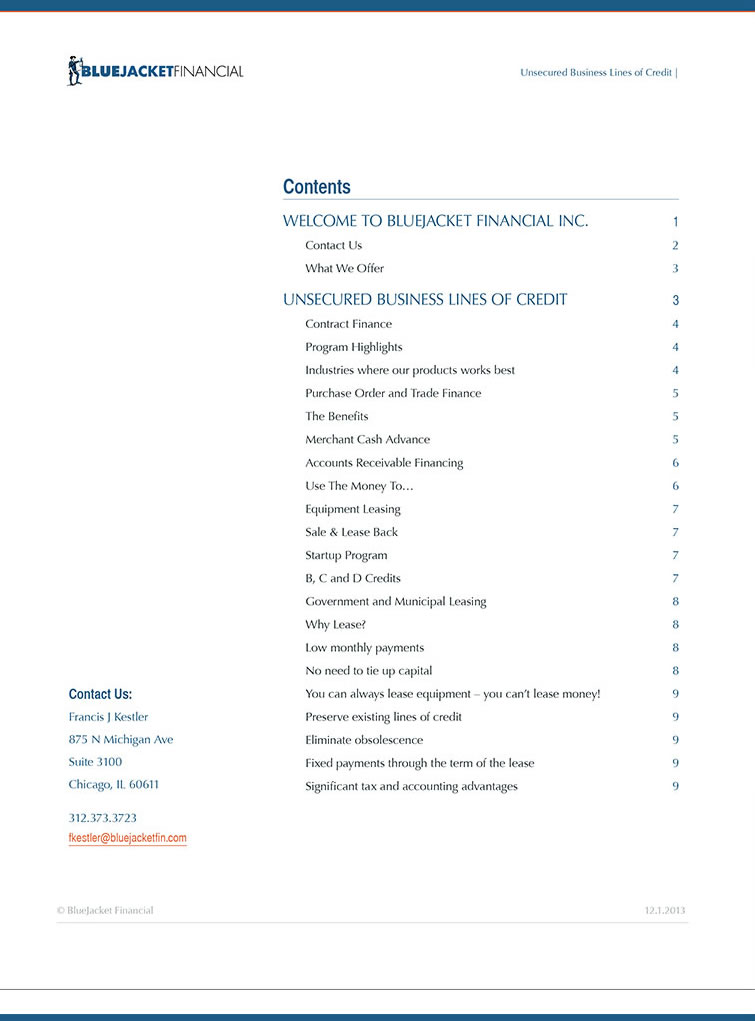 BLUEJACKETFINANCIAL
Unsecured Business Lines of Credit |
Contents
WELCOME TO BLUEJACKET FINANCIAL INC. 1
Contact Us 2
What We Offer 3
UNSECURED BUSINESS LINES OF CREDIT 3
Contract Finance 4
Program Highlights 4
Industries where our products works best 4
Purchase Order and Trade Finance 5
The Benefits 5
Merchant Cash Advance 5
Accounts Receivable Financing 6
Use The Money To… 6
Equipment Leasing 7
Sale & Lease Back 7
Startup Program 7
B, C and D Credits 7
Government and Municipal Leasing 8
Why Lease? 8
Low monthly payments 8
No need to tie up capital 8
You can always lease equipment – you can't lease money! 9
Preserve existing lines of credit 9
Eliminate obsolescence 9
Fixed payments through the term of the lease 9
Significant tax and accounting advantages 9
Contact Us:
Francis J Kestler
875 N Michigan Ave
Suite 3100
Chicago, IL 60611
312.373.3723
fkestler@bluejacketfin.com
© BlueJacket Financial 12.1.2013